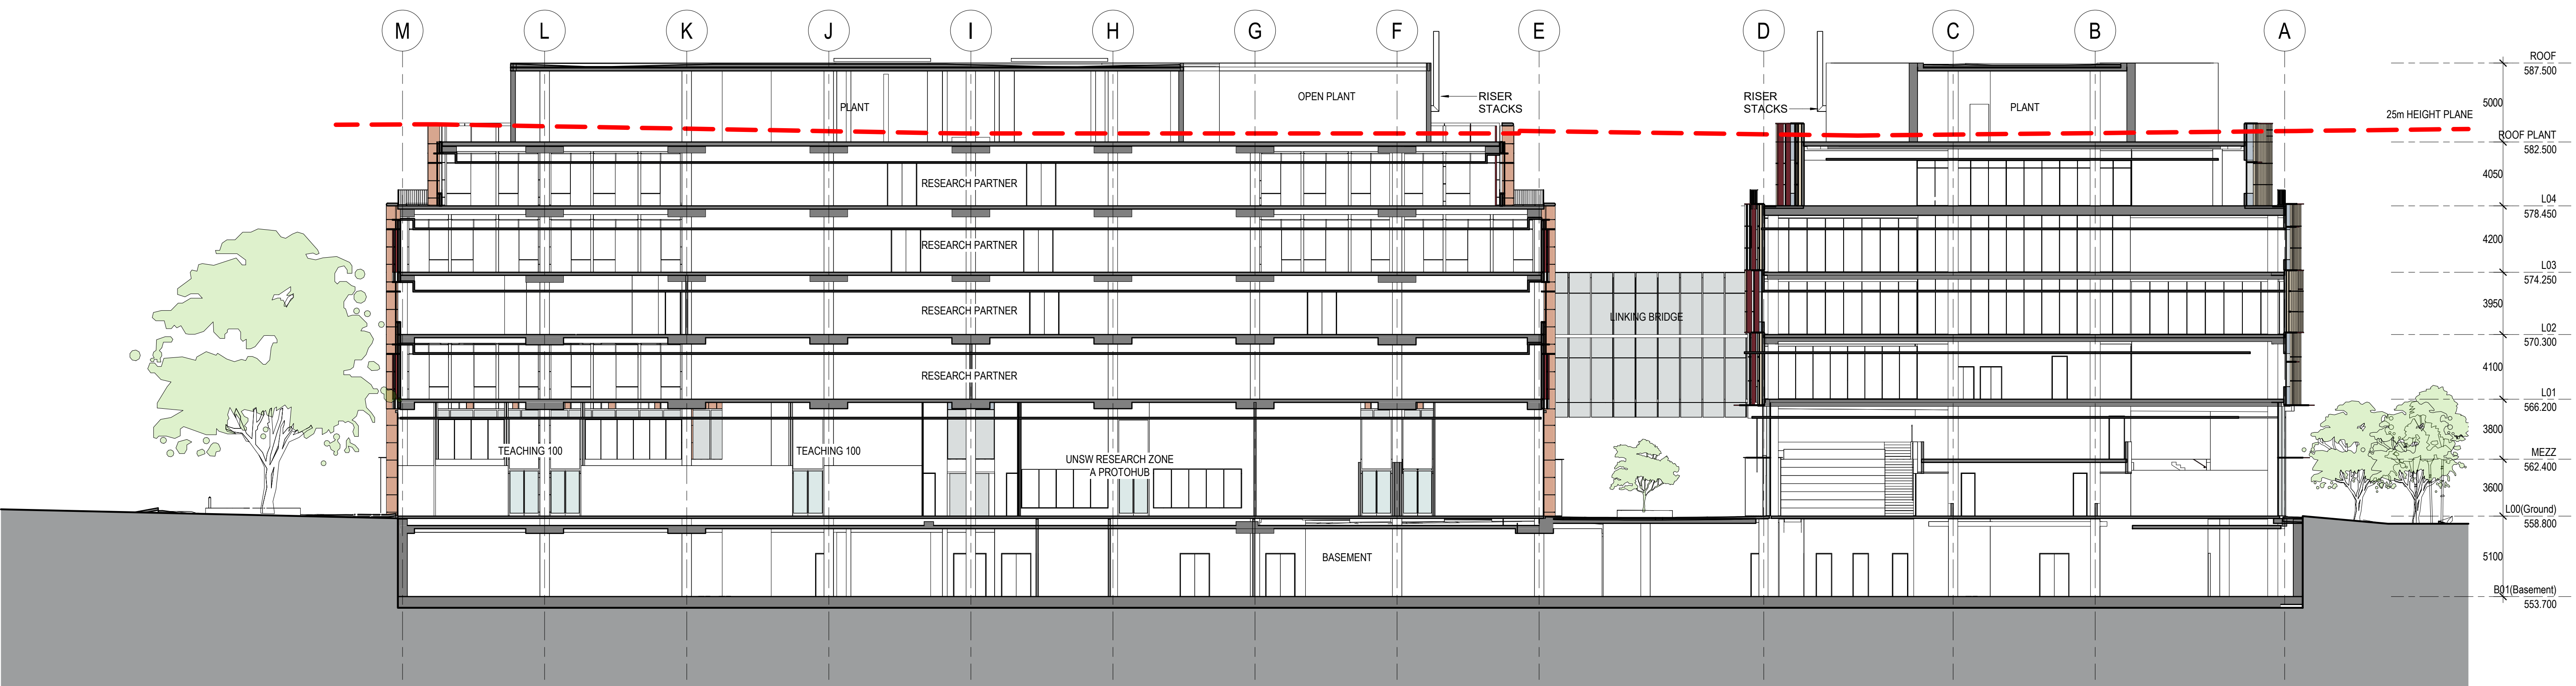 M L K J I H G F E D C B A
ROOF
587.500
5000
25m HEIGHT PLANE
ROOF PLANT
582.500
4050
L04
578.450
4200
L03
574.250
3950
L02
570.300
4100
L01
566.200
3800
MEZZ
562.400
3600
L00(Ground)
558.800
5100
B01(Basement)
553.700
PLANT
OPEN PLANT
RISER
STACKS
RISER
STACKS
PLANT
RESEARCH PARTNER
RESEARCH PARTNER
RESEARCH PARTNER
LINKING BRIDGE
RESEARCH PARTNER
TEACHING 100
TEACHING 100
UNSW RESEARCH ZONE
A PROTOHUB
BASEMENT